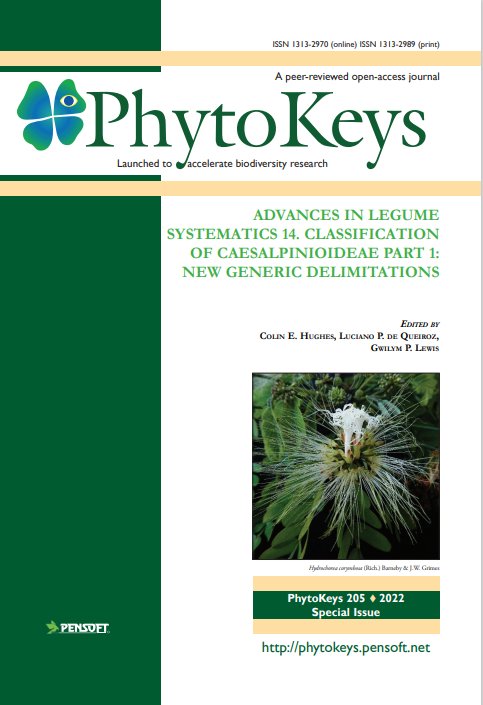 ISSN 1313-2970 (online) ISSN 1313-2989 (print)
A peer-reviewed open-access journal
PhytoKeys
Launched to accelerate biodiversity research
ADVANCES IN LEGUME
SYSTEMATICS 14. CLASSIFICATION
OF CAESALPINIOIDEAE PART 1:
NEW GENERIC DELIMITATIONS
EDITED BY
COLIN E. HUGHES, LUCIANO P. DE QUEIROZ,
GWILYM P. LEWIS
Hydrochorea corymbosa (Rich.) Barneby & J.W. Grimes
PhytoKeys 205 ♦ 2022
Special Issue
PENSOFT.
http://phytokeys.pensoft.net